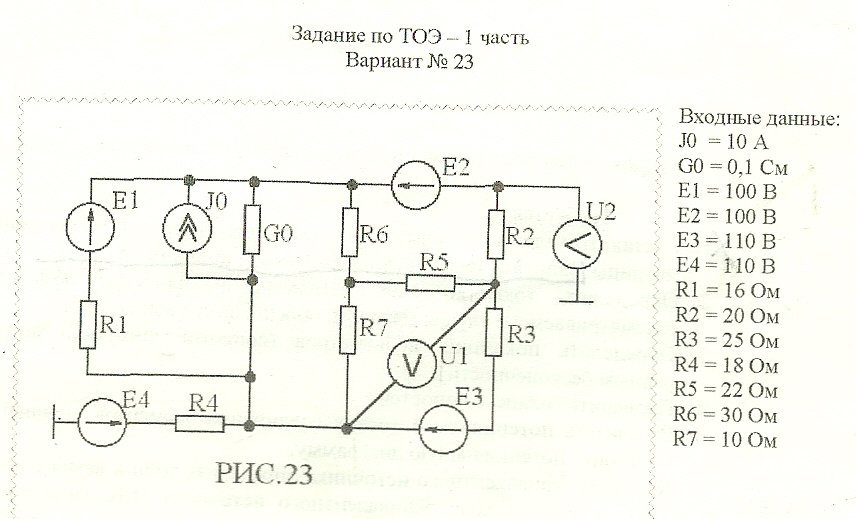 Задание по ТОЭ – 1 часть
Вариант № 23
Входные данные:
J0 = 10 А
G0 = 0,1 См
E1 = 100 В
E2 = 100 В
E3 = 110 В
E4 = 110 В
R1 = 16 Ом
R2 = 20 Ом
R3 = 25 Ом
R4 = 18 Ом
R5 = 22 Ом
R6 = 30 Ом
R7 = 10 Ом
E1
J0
G0
E2
R6
R2
U2
R5
R1
R7
V
U1
R3
E4
R4
E3
РИС.23